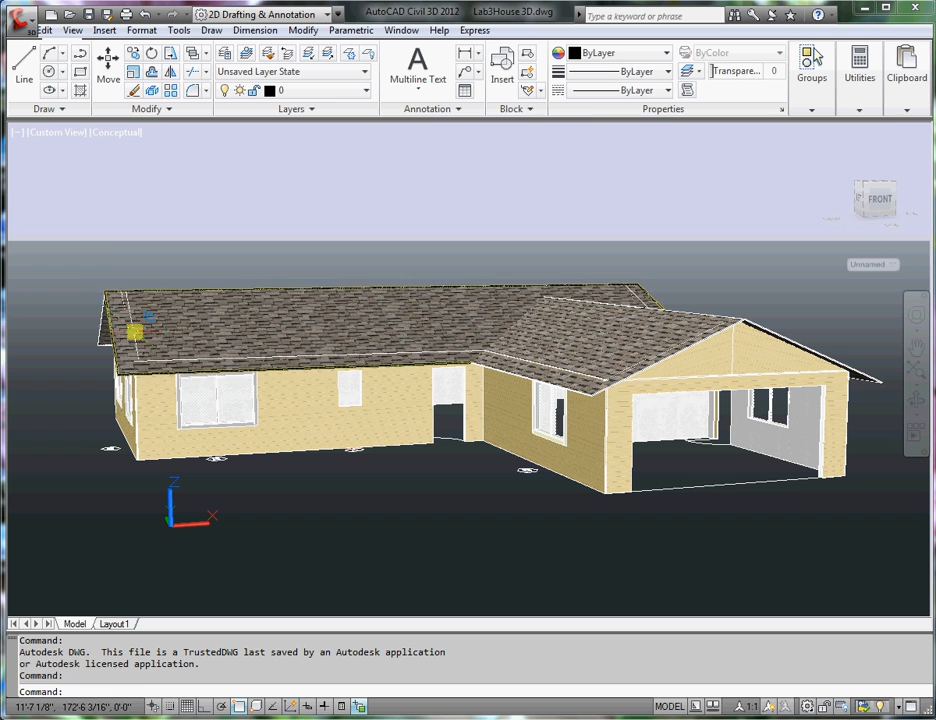 2D Drafting & Annotation
AutoCAD Civil 3D 2012 Lab3House 3D.dwg
Type a keyword or phrase
3D
Edit View Insert Format Tools Draw Dimension Modify Parametric Window Help Express
Line
Move
Unsaved Layer State
0
A
Multiline Text
Insert
ByLayer
ByLayer
ByLayer
ByColor
Transpare... 0
Groups
Utilities
Clipboard
Draw Modify Layers Annotation Block Properties
[−] [Custom View] [Conceptual]
FRONT
Unnamed
Z
X
Model Layout1
Command:
Autodesk DWG. This file is a TrustedDWG last saved by an Autodesk application
or Autodesk licensed application.
Command:
Command:
11'-7 1/8", 172'-6 3/16", 0'-0"
MODEL
1:1